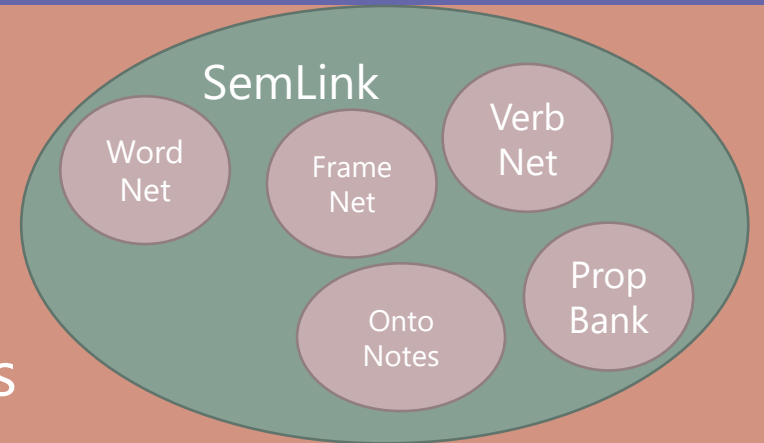 SemLink
Word
Net
Frame
Net
Verb
Net
Prop
Bank
Onto
Notes
s